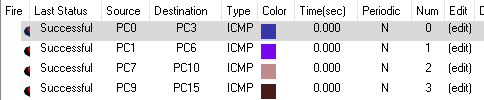 Fire Last Status Source Destination Type Color Time(sec) Periodic Num Edit D
Successful PC0 PC3 ICMP 0.000 N 0 (edit)
Successful PC1 PC6 ICMP 0.000 N 1 (edit)
Successful PC7 PC10 ICMP 0.000 N 2 (edit)
Successful PC9 PC15 ICMP 0.000 N 3 (edit)